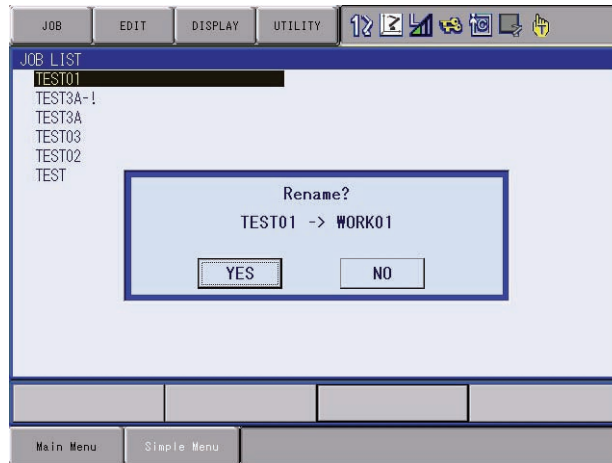 JOB EDIT DISPLAY UTILITY
JOB LIST
TEST01
TEST3A-!
TEST3A
TEST03
TEST02
TEST
Rename?
TEST01 -> WORK01
YES NO
Main Menu Simple Menu